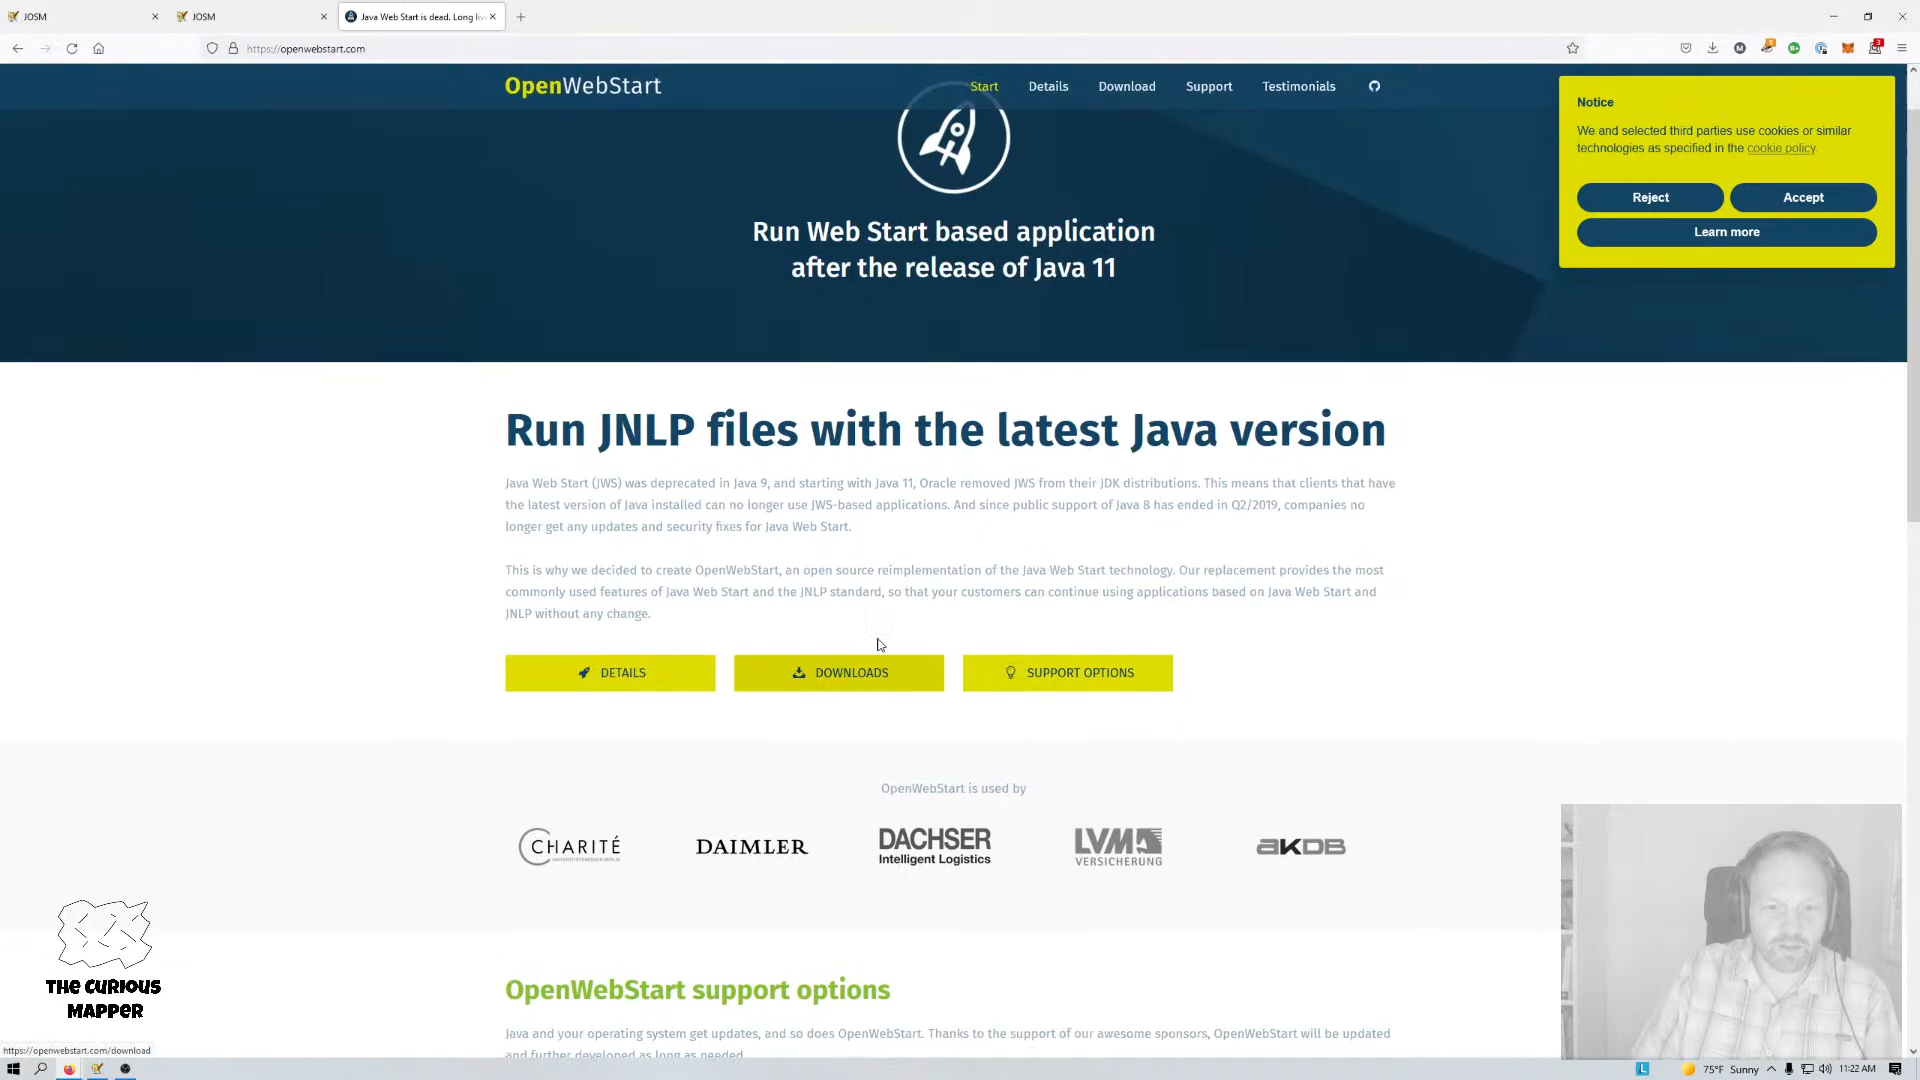 JOSM
JOSM
Java Web Start is dead. Long liv
https://openwebstart.com
OpenWebStart
Start
Details
Download
Support
Testimonials
Notice
We and selected third parties use cookies or similar
technologies as specified in the cookie policy.
Reject
Accept
Learn more
Run Web Start based application
after the release of Java 11
Run JNLP files with the latest Java version
Java Web Start (JWS) was deprecated in Java 9, and starting with Java 11, Oracle removed JWS from their JDK distributions. This means that clients that have
the latest version of Java installed can no longer use JWS-based applications. And since public support of Java 8 has ended in Q2/2019, companies no
longer get any updates and security fixes for Java Web Start.
This is why we decided to create OpenWebStart, an open source reimplementation of the Java Web Start technology. Our replacement provides the most
commonly used features of Java Web Start and the JNLP standard, so that your customers can continue using applications based on Java Web Start and
JNLP without any change.
DETAILS
DOWNLOADS
SUPPORT OPTIONS
OpenWebStart is used by
CHARITÉ
DAIMLER
DACHSER
Intelligent Logistics
LVM
VERSICHERUNG
AKDB
THE CURIOUS
MAPPER
OpenWebStart support options
Java and your operating system get updates, and so does OpenWebStart. Thanks to the support of our awesome sponsors, OpenWebStart will be updated
and further developed as long as needed.
https://openwebstart.com/download
L
75°F Sunny
11:22 AM